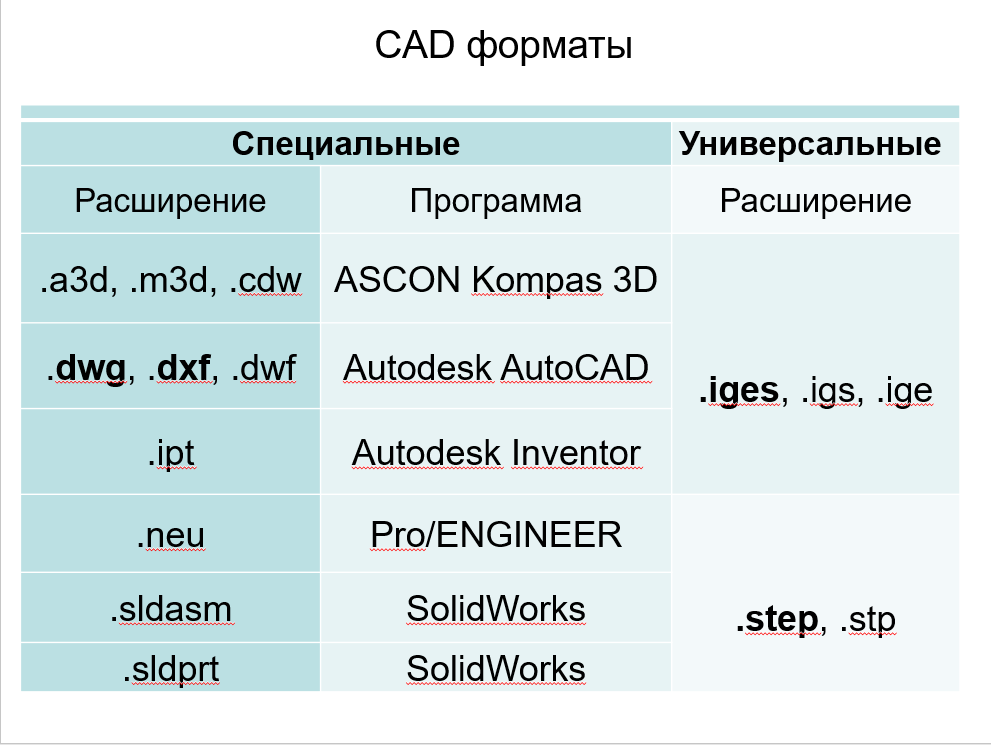 CAD форматы
Специальные Универсальные
Расширение Программа Расширение
.a3d, .m3d, .cdw ASCON Kompas 3D
.dwg, .dxf, .dwf Autodesk AutoCAD
.iges, .igs, .ige
.ipt Autodesk Inventor
.neu Pro/ENGINEER
.sldasm SolidWorks
.step, .stp
.sldprt SolidWorks